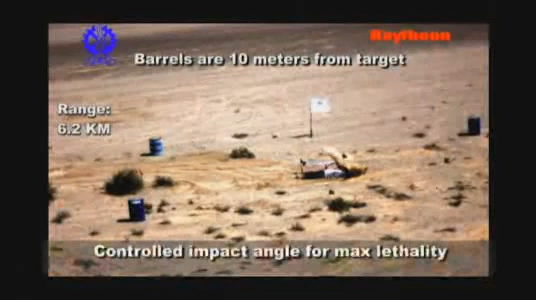 Raytheon
Barrels are 10 meters from target
Range:
6.2 KM
Controlled impact angle for max lethality